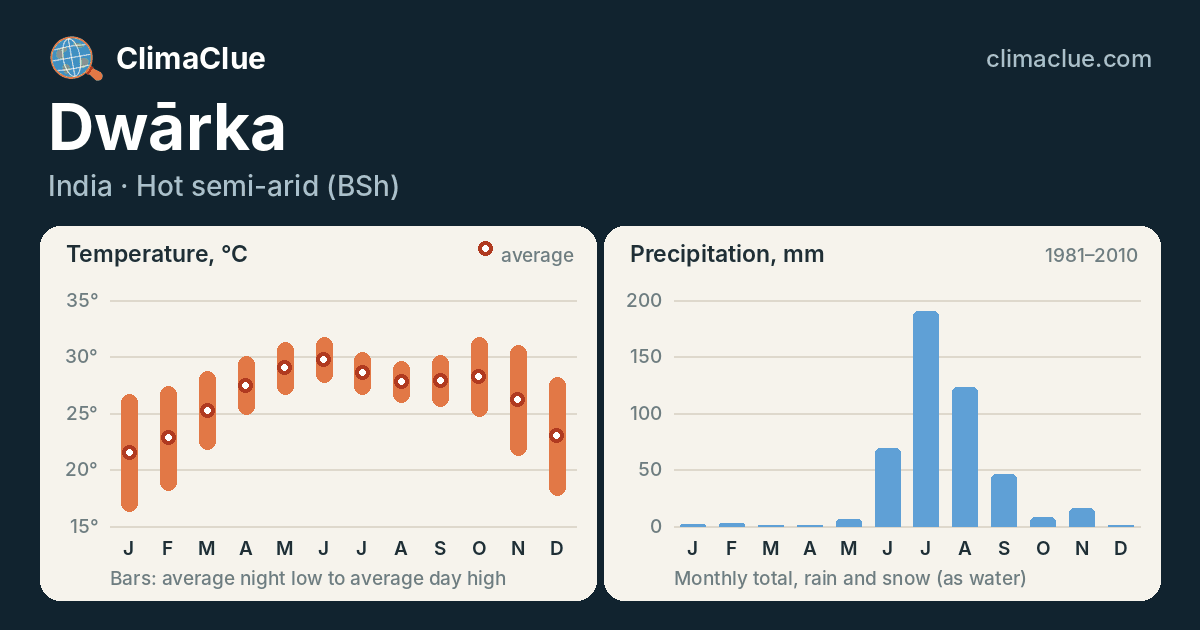 ClimaClue
climaclue.com
Dwārka
India · Hot semi-arid (BSh)
Temperature, °C
average
35°
30°
25°
20°
15°
J F M A M J J A S O N D
Bars: average night low to average day high
Precipitation, mm
1981–2010
200
150
100
50
0
J F M A M J J A S O N D
Monthly total, rain and snow (as water)